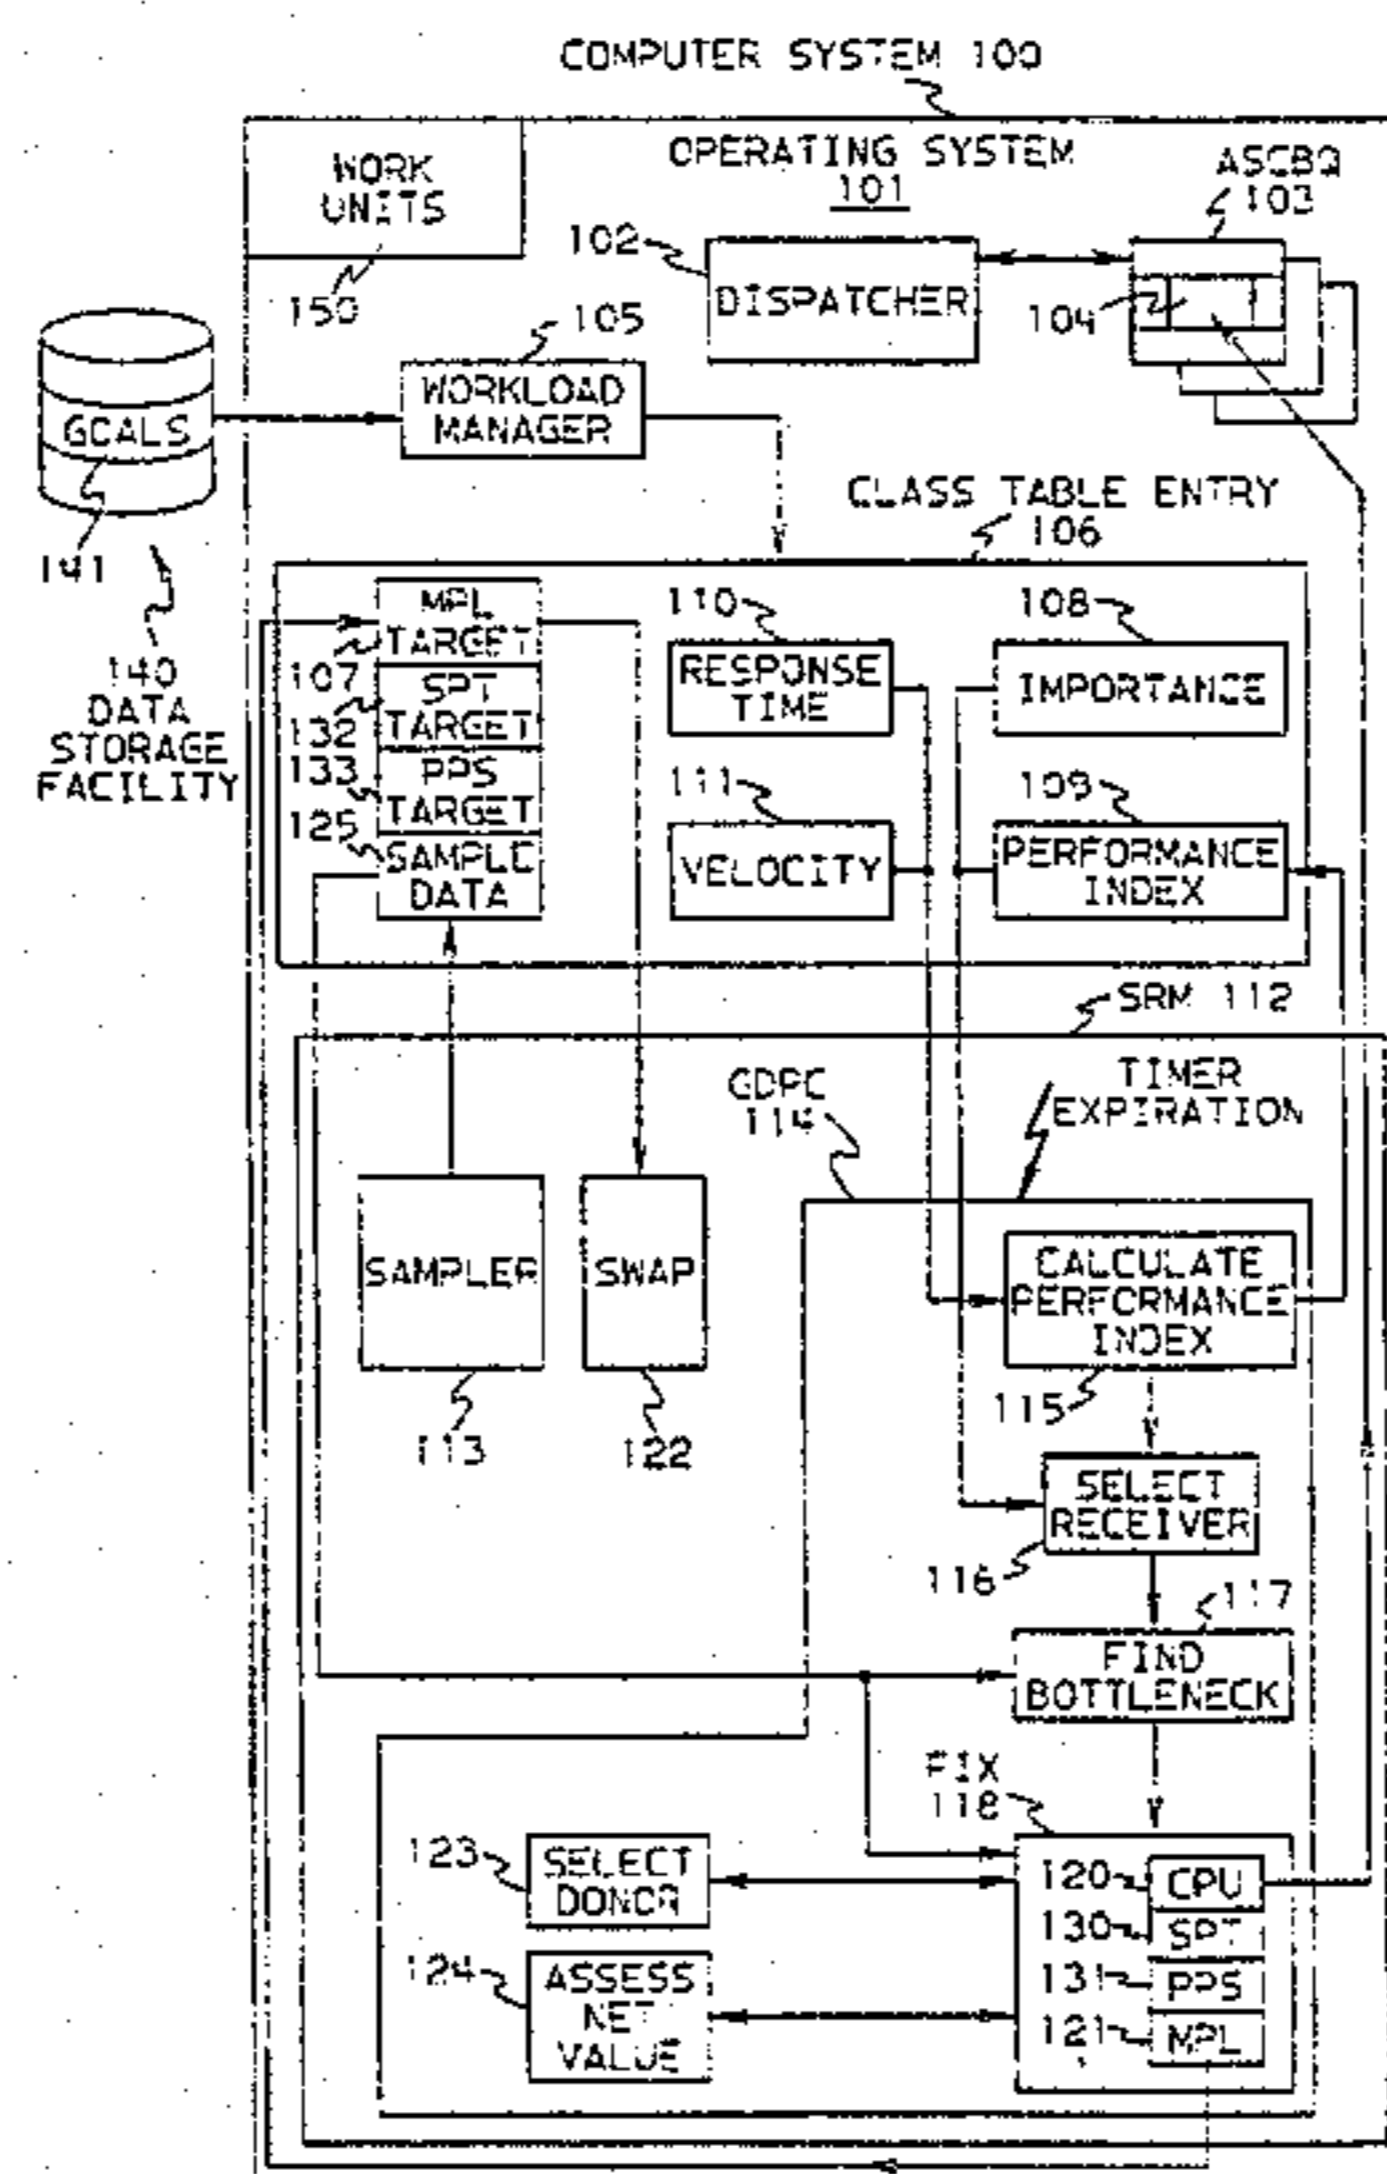 COMPUTER SYSTEM 100
OPERATING SYSTEM
101
WORK
UNITS
150
ASCBQ
103
102
DISPATCHER
104
105
WORKLOAD
MANAGER
GOALS
141
140
DATA
STORAGE
FACILITY
CLASS TABLE ENTRY
106
MPL
TARGET
107
SPT
TARGET
132
PPS
TARGET
133
SAMPLE
DATA
125
110
RESPONSE
TIME
108
IMPORTANCE
111
VELOCITY
109
PERFORMANCE
INDEX
SRM 112
GDPC
114
TIMER
EXPIRATION
SAMPLER
113
SWAP
122
CALCULATE
PERFORMANCE
INDEX
115
SELECT
RECEIVER
116
117
FIND
BOTTLENECK
FIX
118
123
SELECT
DONOR
124
ASSESS
NET
VALUE
120
CPU
130
SPT
131
PPS
121
MPL